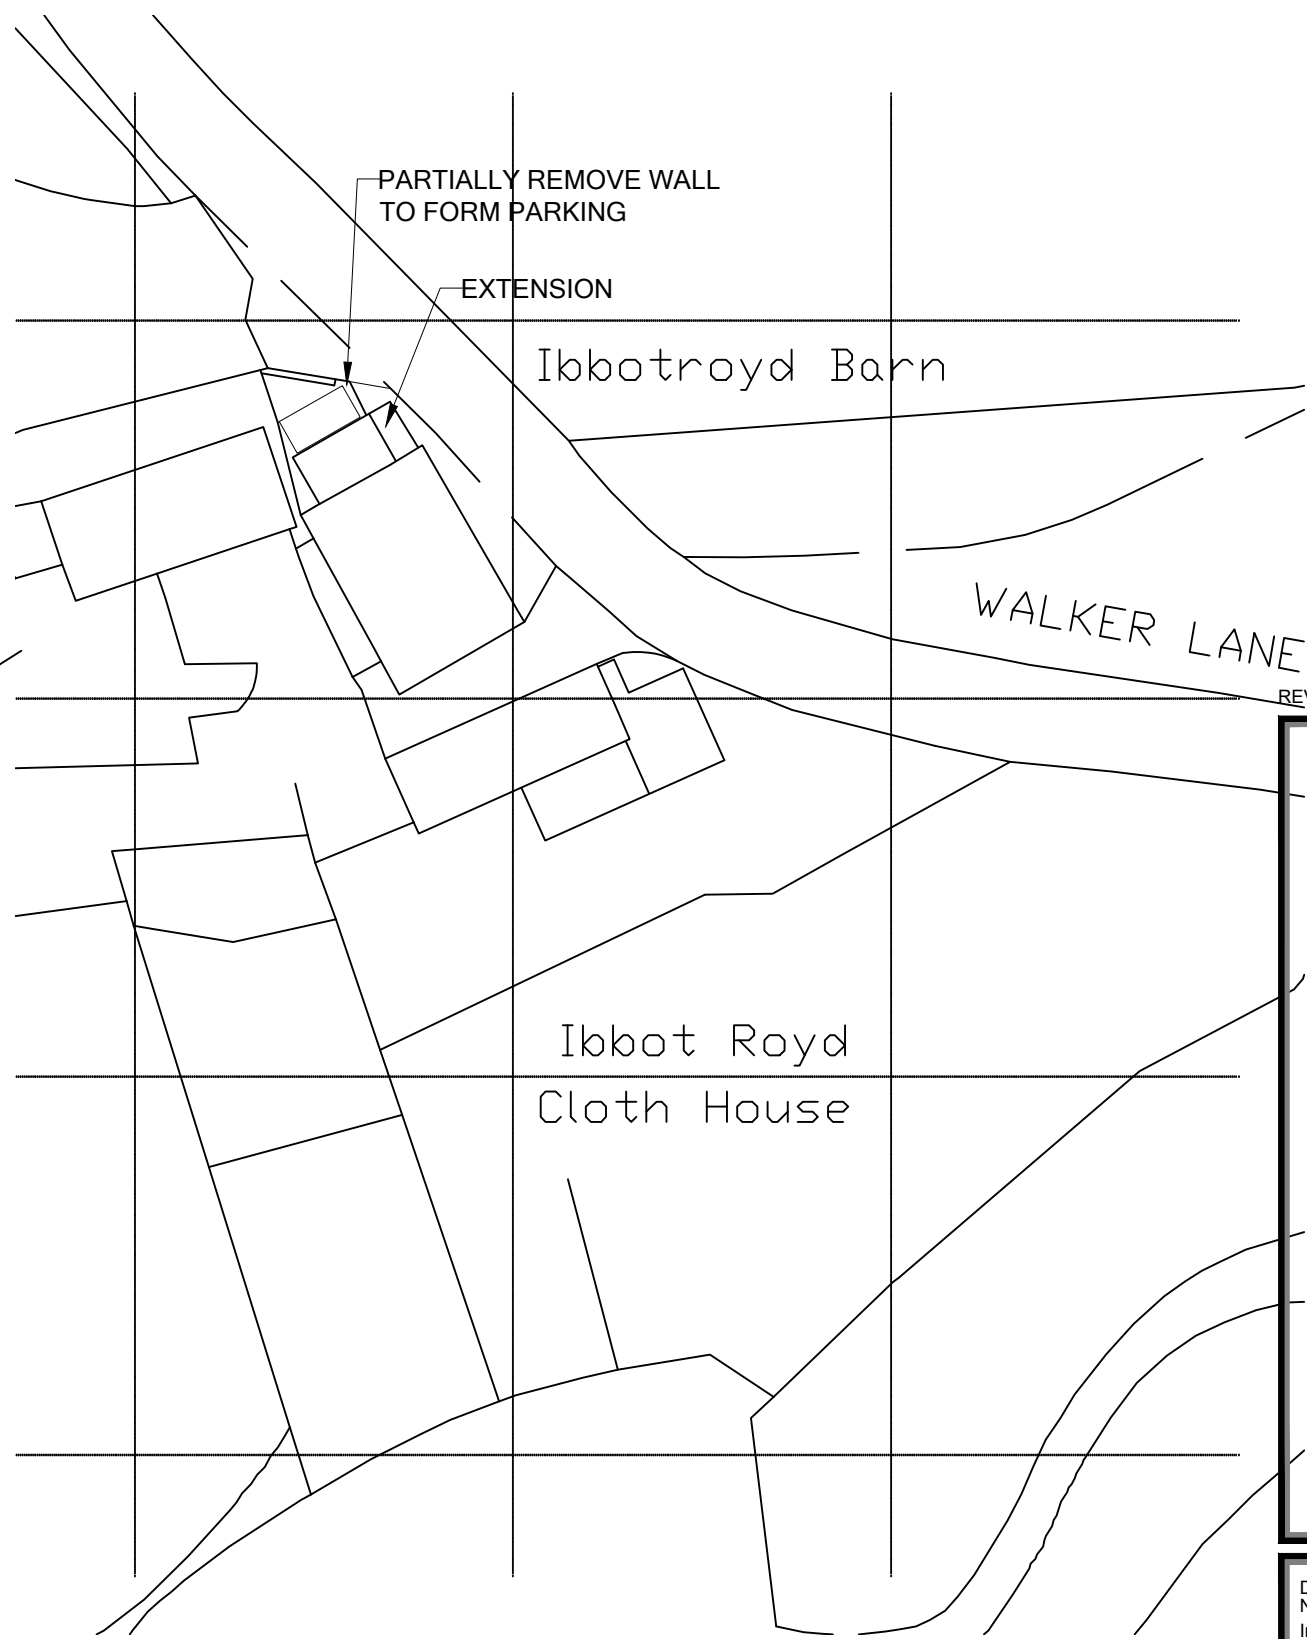 PARTIALLY REMOVE WALL
TO FORM PARKING
EXTENSION
Ibbotroyd Barn
WALKER LANE
Ibbot Royd
Cloth House